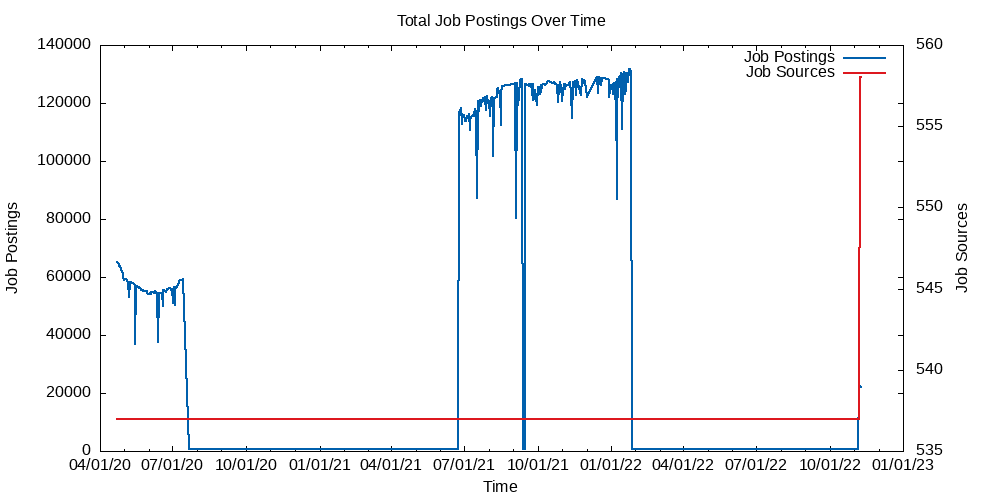 Total Job Postings Over Time
Job Postings
Job Sources
140000
120000
100000
80000
60000
40000
20000
0
560
555
550
545
540
535
04/01/20 07/01/20 10/01/20 01/01/21 04/01/21 07/01/21 10/01/21 01/01/22 04/01/22 07/01/22 10/01/22 01/01/23
Job Postings
Job Sources
Time